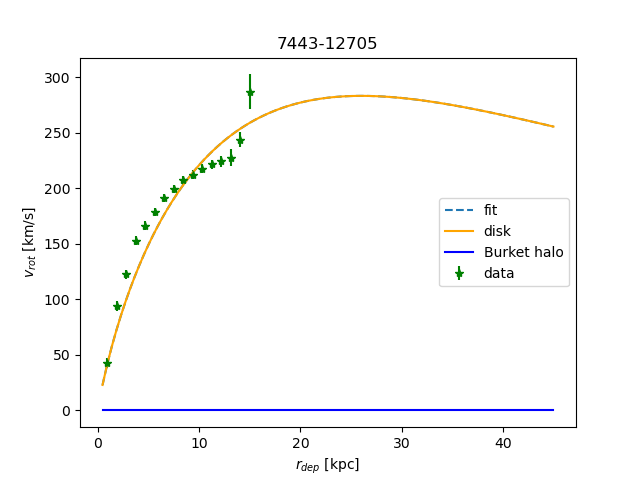 7443-12705
300
250
200
150
100
50
0
v_rot [km/s]
fit
disk
Burket halo
data
0 10 20 30 40
r_dep [kpc]